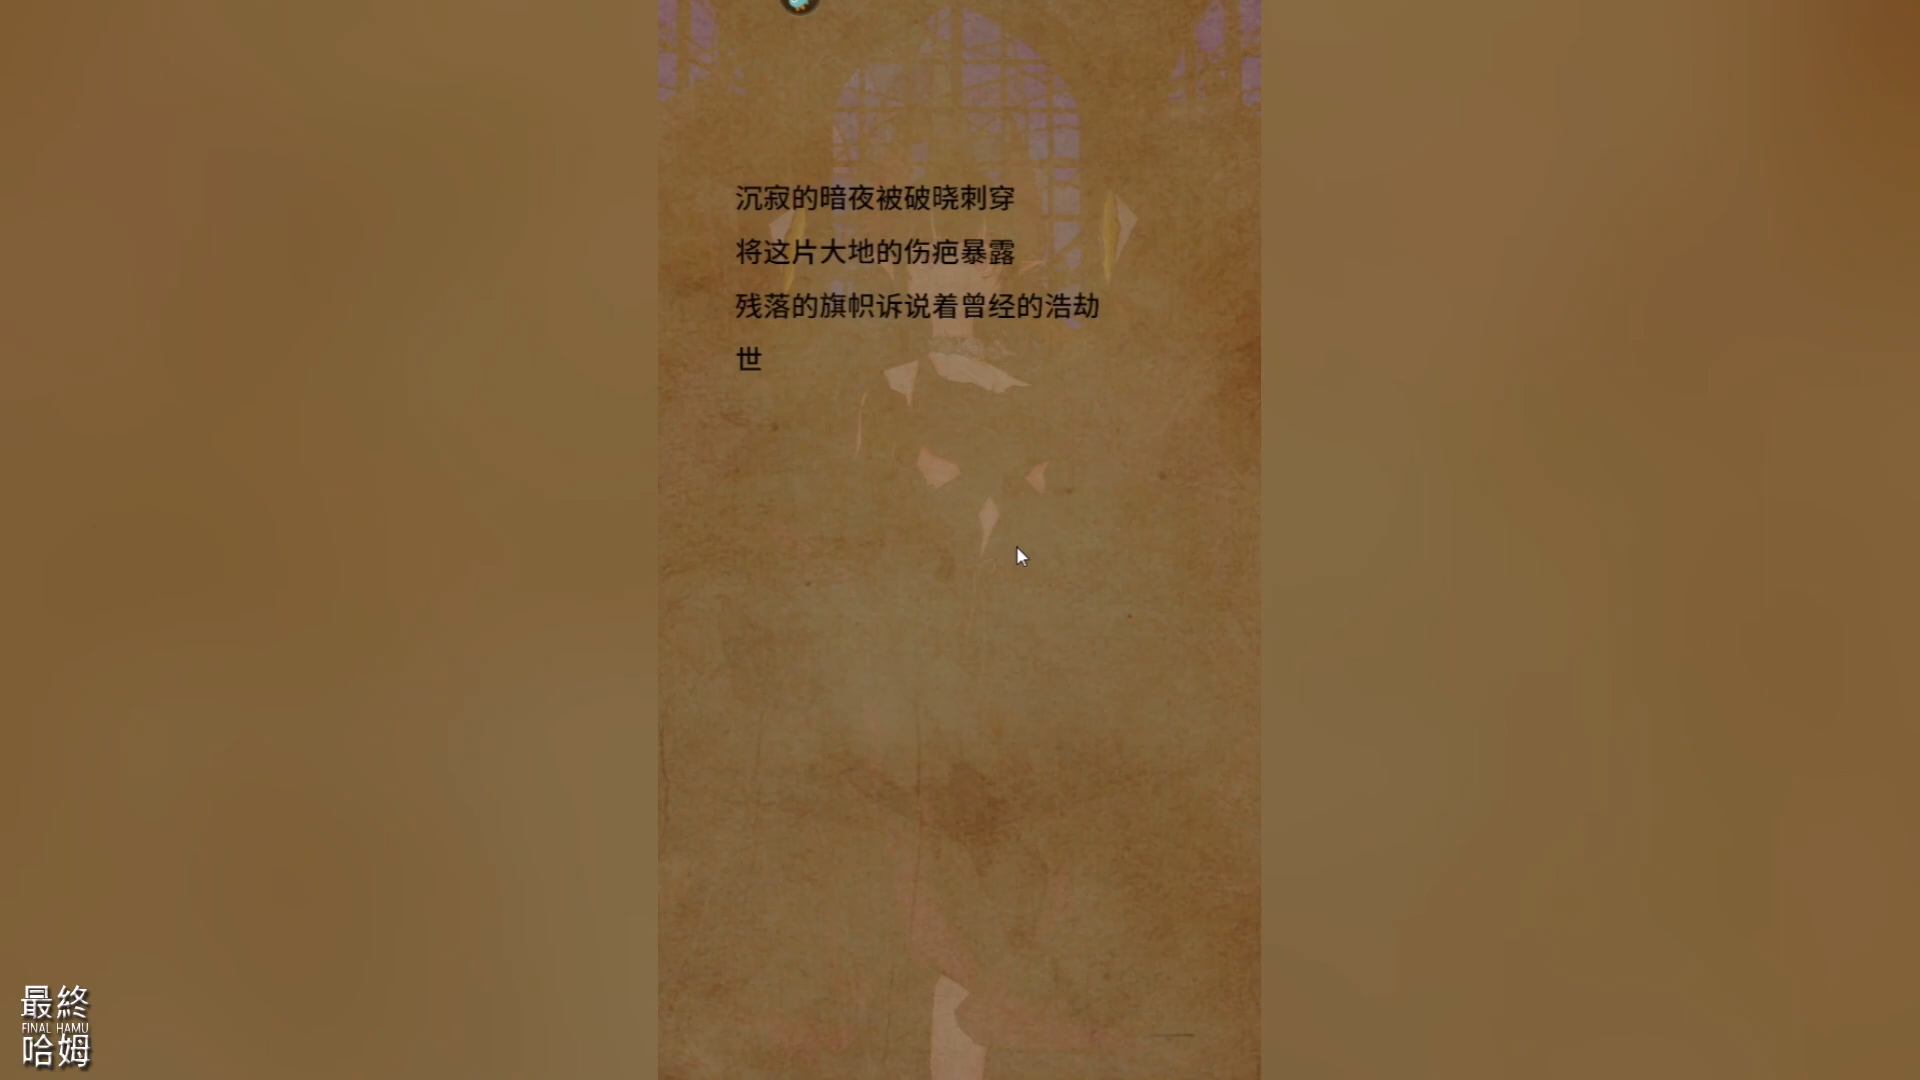 沉寂的暗夜被破晓刺穿
将这片大地的伤疤暴露
残落的旗帜诉说着曾经的浩劫
世
最終
FINAL HAMU
哈姆